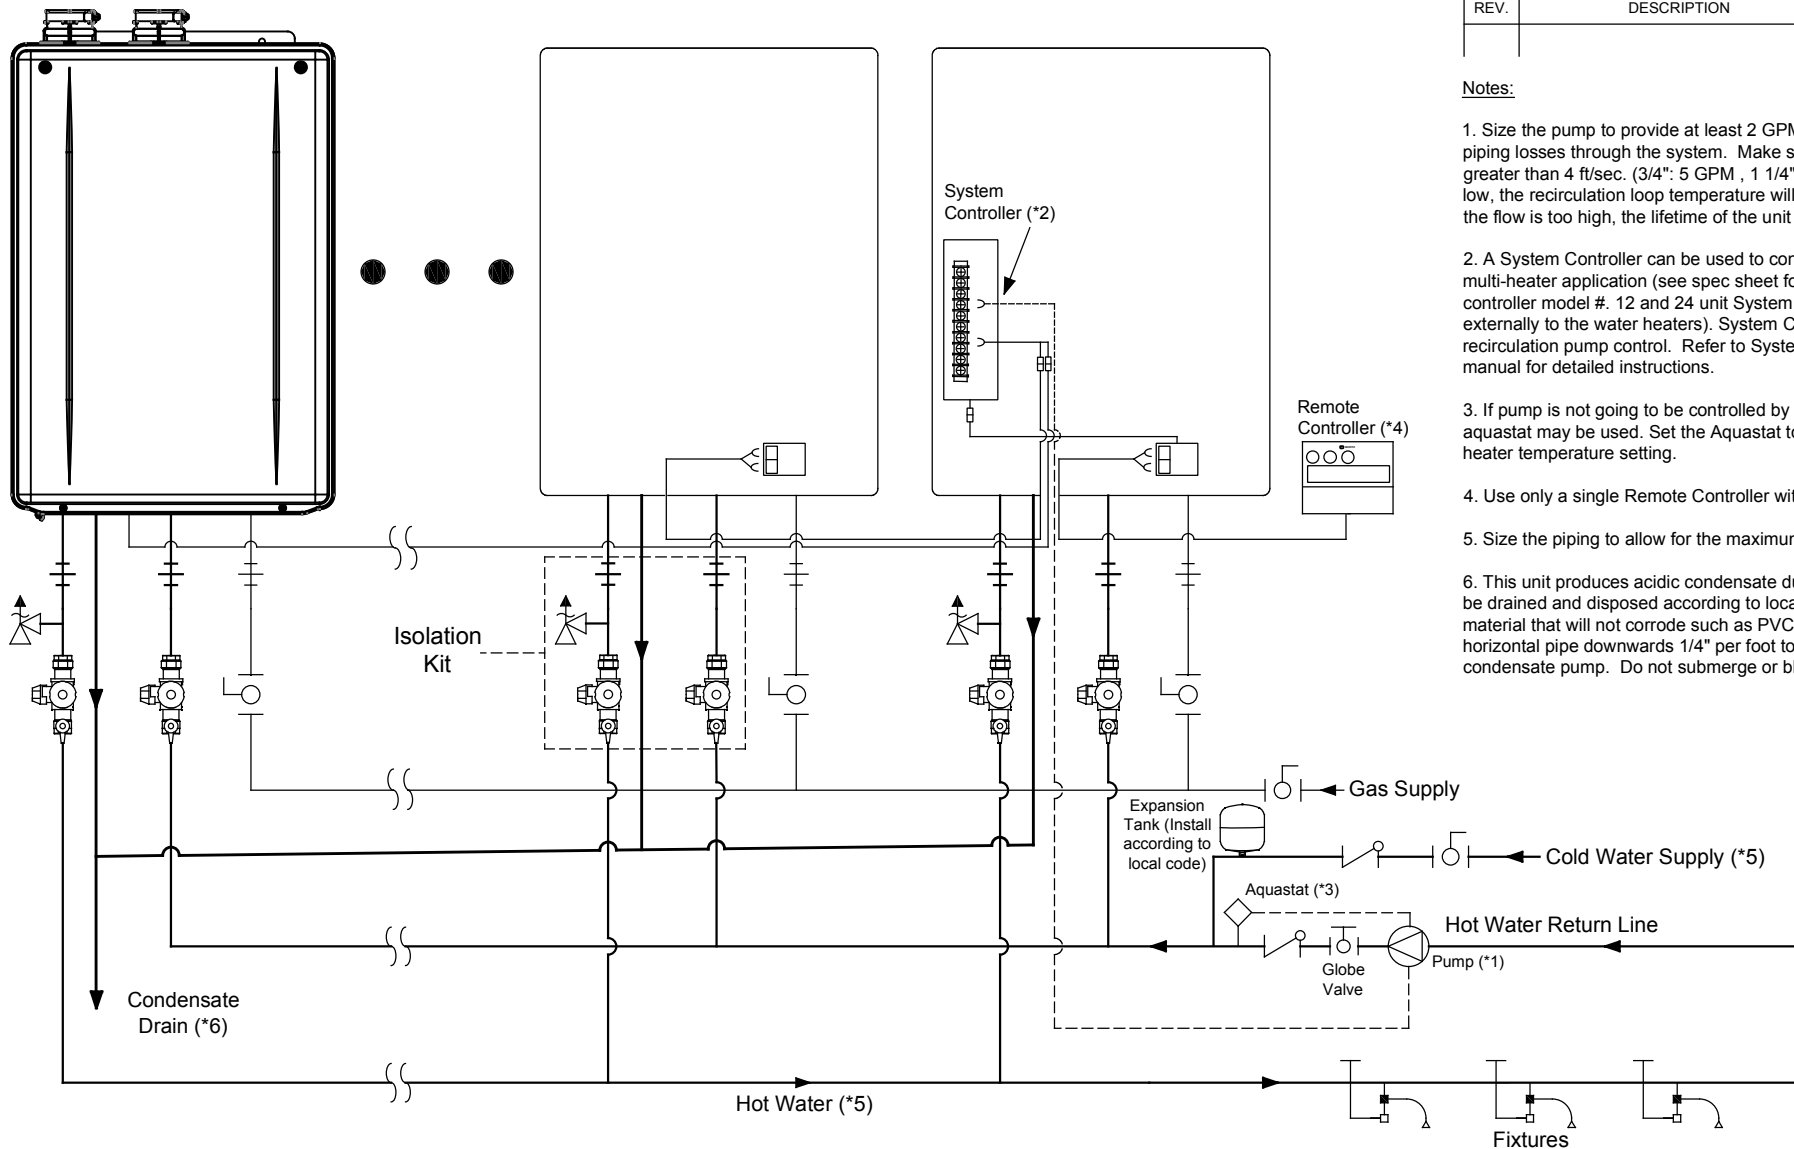 REV.
DESCRIPTION
Notes:
1. Size the pump to provide at least 2 GPM
piping losses through the system. Make s
greater than 4 ft/sec. (3/4": 5 GPM , 1 1/4"
low, the recirculation loop temperature will
the flow is too high, the lifetime of the unit
2. A System Controller can be used to con
multi-heater application (see spec sheet fo
controller model #. 12 and 24 unit System
externally to the water heaters). System C
recirculation pump control. Refer to Syste
manual for detailed instructions.
3. If pump is not going to be controlled by
aquastat may be used. Set the Aquastat to
heater temperature setting.
4. Use only a single Remote Controller wit
5. Size the piping to allow for the maximum
6. This unit produces acidic condensate du
be drained and disposed according to loca
material that will not corrode such as PVC
horizontal pipe downwards 1/4" per foot to
condensate pump. Do not submerge or bl
System
Controller (*2)
Remote
Controller (*4)
Isolation
Kit
Gas Supply
Expansion
Tank (Install
according to
local code)
Cold Water Supply (*5)
Aquastat (*3)
Hot Water Return Line
Pump (*1)
Globe
Valve
Condensate
Drain (*6)
Hot Water (*5)
Fixtures